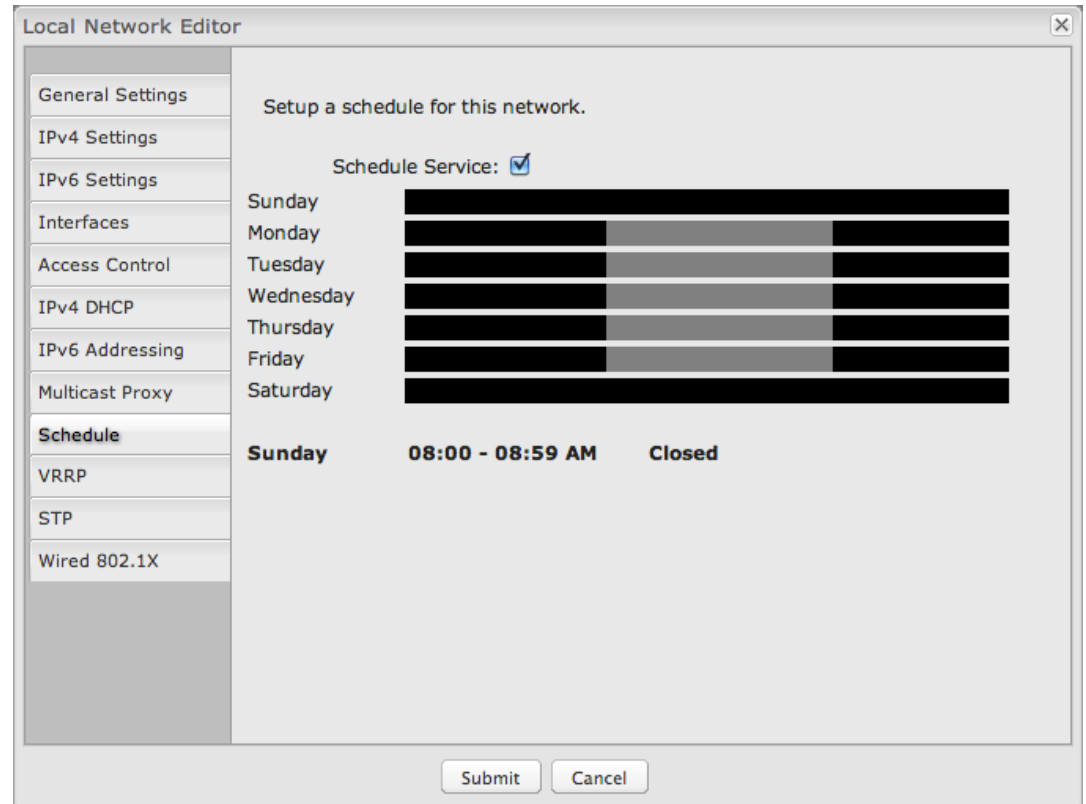 Local Network Editor
General Settings
IPv4 Settings
IPv6 Settings
Interfaces
Access Control
IPv4 DHCP
IPv6 Addressing
Multicast Proxy
Schedule
VRRP
STP
Wired 802.1X
Setup a schedule for this network.
Schedule Service:
Sunday
Monday
Tuesday
Wednesday
Thursday
Friday
Saturday
Sunday 08:00 - 08:59 AM Closed
Submit Cancel